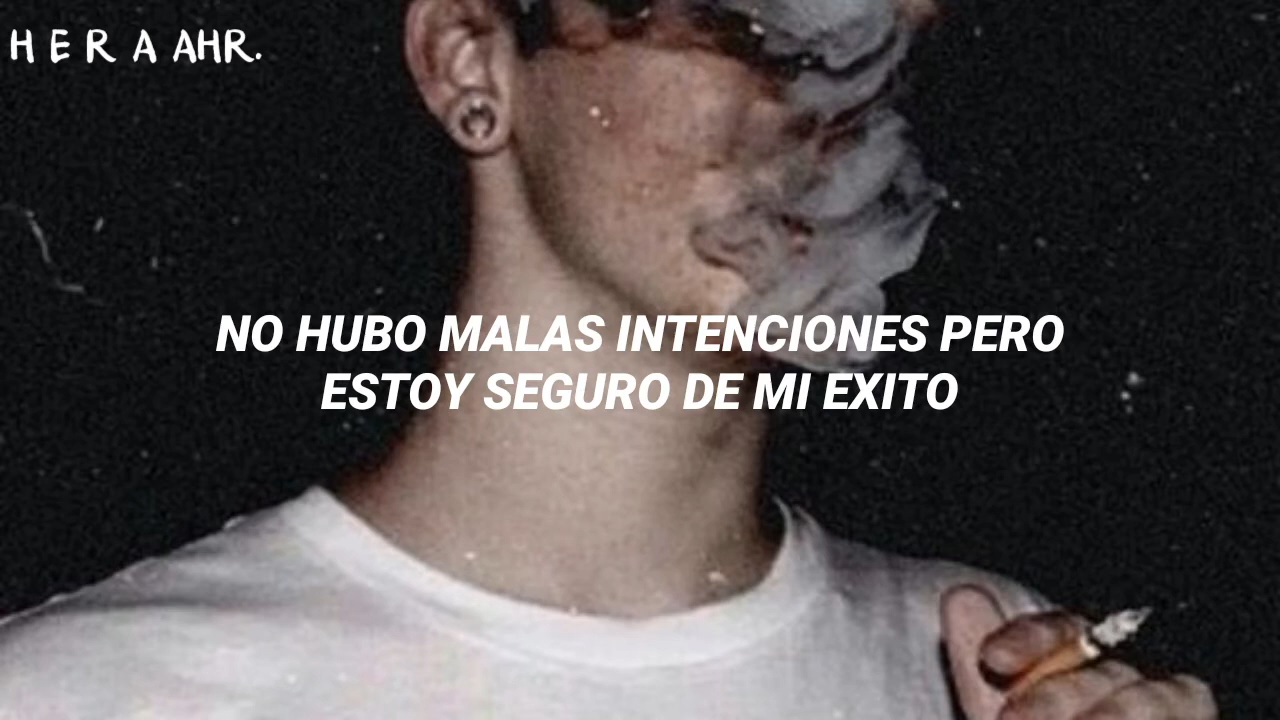 H E R A AHR.
NO HUBO MALAS INTENCIONES PERO
ESTOY SEGURO DE MI EXITO